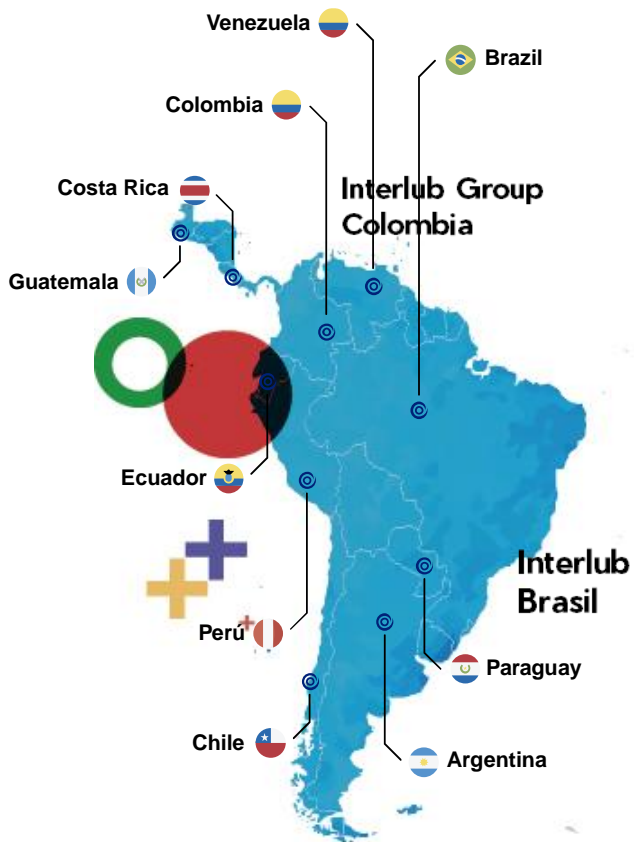 Venezuela
Brazil
Colombia
Costa Rica
Interlub Group
Colombia
Guatemala
Ecuador
Interlub
Brasil
Perú
Paraguay
Chile
Argentina